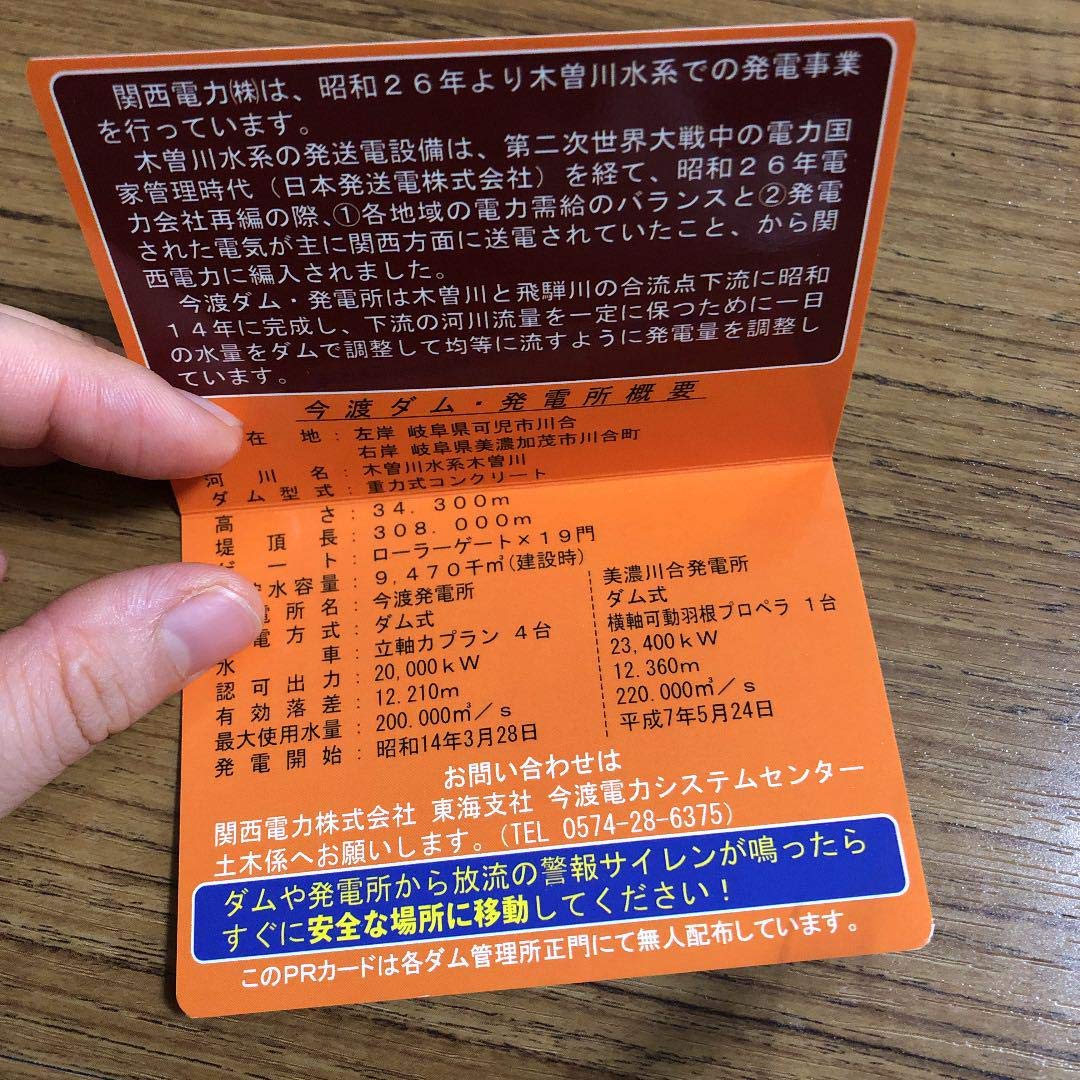 関西電力㈱は、昭和２６年より木曽川水系での発電事業
を行っています。
木曽川水系の発送電設備は、第二次世界大戦中の電力国
家管理時代（日本発送電株式会社）を経て、昭和２６年電
力会社再編の際、①各地域の電力需給のバランスと②発電
された電気が主に関西方面に送電されていたこと、から関
西電力に編入されました。
今渡ダム・発電所は木曽川と飛騨川の合流点下流に昭和
１４年に完成し、下流の河川流量を一定に保つために一日
の水量をダムで調整して均等に流すように発電量を調整し
ています。
今渡ダム・発電所概要
在地：左岸 岐阜県可児市川合
右岸 岐阜県美濃加茂市川合町
河川名：木曽川水系木曽川
ダム型式：重力式コンクリート
高さ：３４．３００ｍ
堤頂長：３０８．０００ｍ
ート：ローラーゲート×１９門
水容量：９，４７０千㎥(建設時)
電所名：今渡発電所 美濃川合発電所
電方式：ダム式 ダム式
水車：立軸カプラン ４台 横軸可動羽根プロペラ １台
認可出力：20,000ｋＷ 23,400ｋＷ
有効落差：12.210ｍ 12.360ｍ
最大使用水量：200.000㎥／ｓ 220.000㎥／ｓ
発電開始：昭和14年3月28日 平成7年5月24日
お問い合わせは
関西電力株式会社 東海支社 今渡電力システムセンター
土木係へお願いします。(TEL 0574-28-6375)
ダムや発電所から放流の警報サイレンが鳴ったら
すぐに安全な場所に移動してください！
このPRカードは各ダム管理所正門にて無人配布しています。